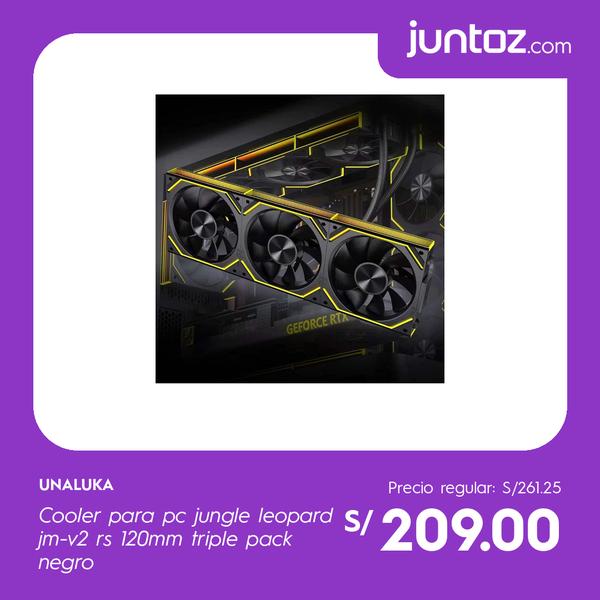 juntoz.com
GEFORCE RTX
UNALUKA
Cooler para pc jungle leopard
jm-v2 rs 120mm triple pack
negro
Precio regular: S/261.25
S/209.00